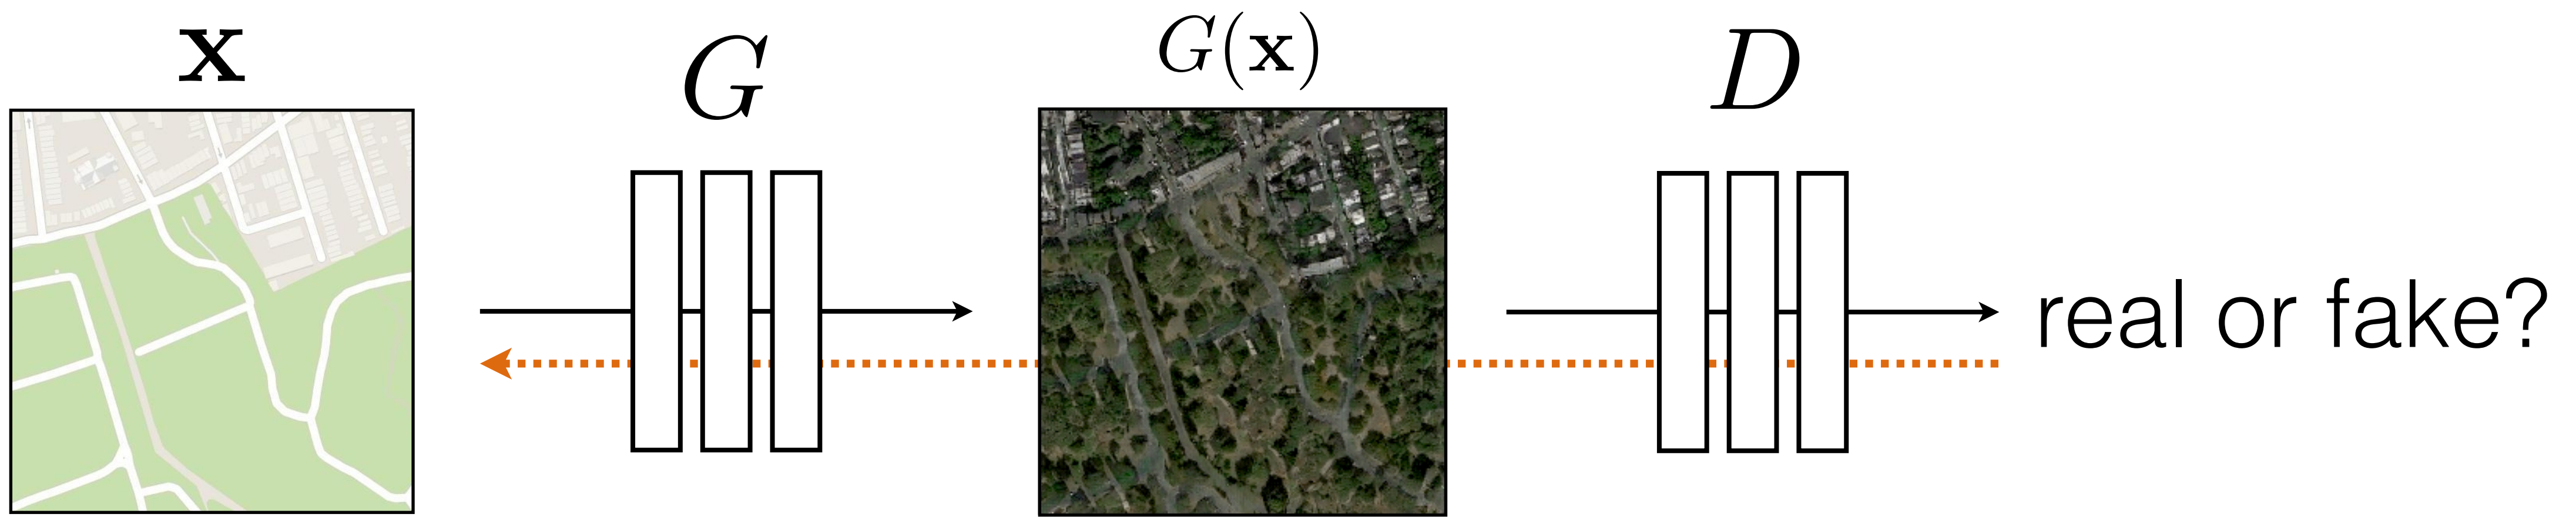 x
G
G(x)
D
real or fake?